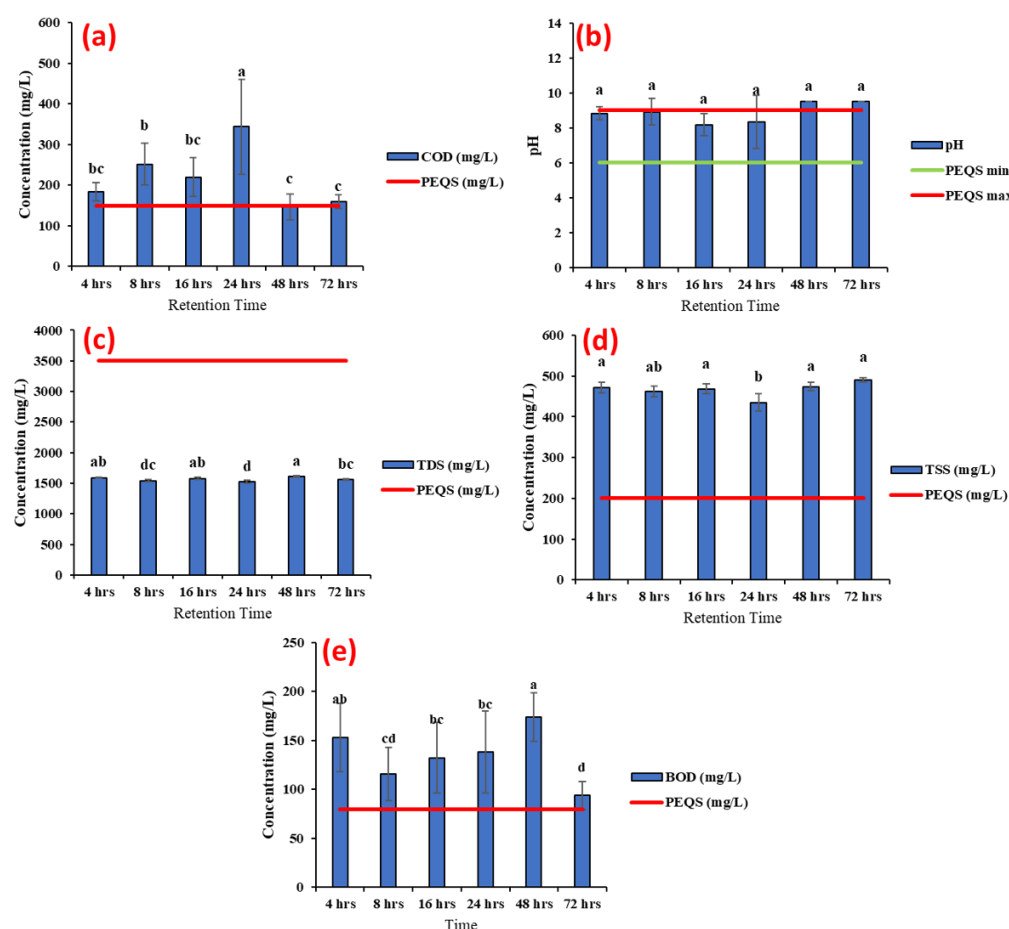 (a)
600
500
400
300
200
100
0
Concentration (mg/L)
bc
b
bc
a
c
c
4 hrs 8 hrs 16 hrs 24 hrs 48 hrs 72 hrs
Retention Time
COD (mg/L)
PEQS (mg/L)
(b)
14
12
10
8
6
4
2
0
pH
a
a
a
a
a
a
4 hrs 8 hrs 16 hrs 24 hrs 48 hrs 72 hrs
Retention Time
pH
PEQS min
PEQS max
(c)
4000
3500
3000
2500
2000
1500
1000
500
0
Concentration (mg/L)
ab
dc
ab
d
a
bc
4 hrs 8 hrs 16 hrs 24 hrs 48 hrs 72 hrs
Retention Time
TDS (mg/L)
PEQS (mg/L)
(d)
600
500
400
300
200
100
0
Concentration (mg/L)
a
ab
a
b
a
a
4 hrs 8 hrs 16 hrs 24 hrs 48 hrs 72 hrs
Retention Time
TSS (mg/L)
PEQS (mg/L)
(e)
250
200
150
100
50
0
Concentration (mg/L)
ab
cd
bc
bc
a
d
4 hrs 8 hrs 16 hrs 24 hrs 48 hrs 72 hrs
Time
BOD (mg/L)
PEQS (mg/L)